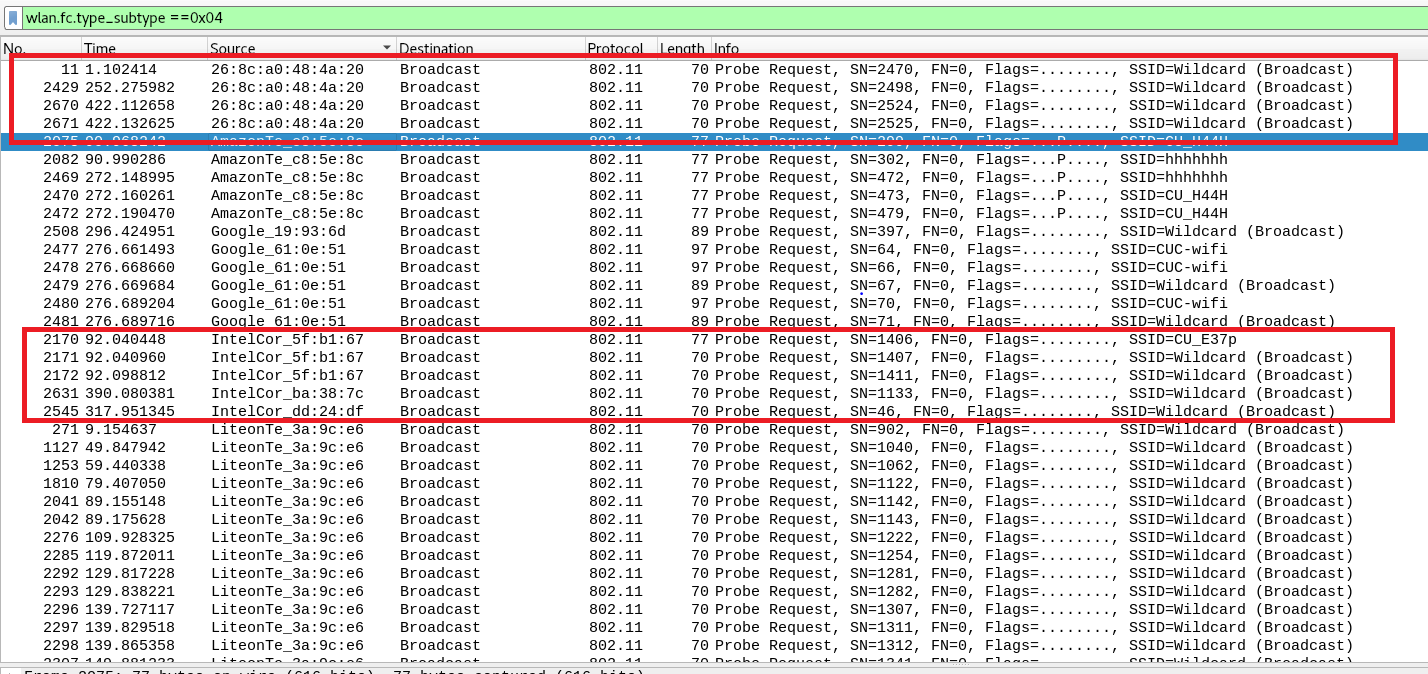 wlan.fc.type_subtype ==0x04
No. Time Source Destination Protocol Length Info
11 1.102414 26:8c:a0:48:4a:20 Broadcast 802.11 70 Probe Request, SN=2470, FN=0, Flags=........, SSID=Wildcard (Broadcast)
2429 252.275982 26:8c:a0:48:4a:20 Broadcast 802.11 70 Probe Request, SN=2498, FN=0, Flags=........, SSID=Wildcard (Broadcast)
2670 422.112658 26:8c:a0:48:4a:20 Broadcast 802.11 70 Probe Request, SN=2524, FN=0, Flags=........, SSID=Wildcard (Broadcast)
2671 422.132625 26:8c:a0:48:4a:20 Broadcast 802.11 70 Probe Request, SN=2525, FN=0, Flags=........, SSID=Wildcard (Broadcast)
2075 90.968242 AmazonTe_c8:5e:8c Broadcast 802.11 77 Probe Request, FN=0, Flags=...P...., SSID=CU_H44H
2082 90.990286 AmazonTe_c8:5e:8c Broadcast 802.11 77 Probe Request, SN=302, FN=0, Flags=...P...., SSID=hhhhhhh
2469 272.148995 AmazonTe_c8:5e:8c Broadcast 802.11 77 Probe Request, SN=472, FN=0, Flags=...P...., SSID=hhhhhhh
2470 272.160261 AmazonTe_c8:5e:8c Broadcast 802.11 77 Probe Request, SN=473, FN=0, Flags=...P...., SSID=CU_H44H
2472 272.190470 AmazonTe_c8:5e:8c Broadcast 802.11 77 Probe Request, SN=479, FN=0, Flags=...P...., SSID=CU_H44H
2508 296.424951 Google_19:93:6d Broadcast 802.11 89 Probe Request, SN=397, FN=0, Flags=........, SSID=Wildcard (Broadcast)
2477 276.661493 Google_61:0e:51 Broadcast 802.11 97 Probe Request, SN=64, FN=0, Flags=........, SSID=CUC-wifi
2478 276.668660 Google_61:0e:51 Broadcast 802.11 97 Probe Request, SN=66, FN=0, Flags=........, SSID=CUC-wifi
2479 276.669684 Google_61:0e:51 Broadcast 802.11 89 Probe Request, SN=67, FN=0, Flags=........, SSID=Wildcard (Broadcast)
2480 276.689204 Google_61:0e:51 Broadcast 802.11 97 Probe Request, SN=70, FN=0, Flags=........, SSID=CUC-wifi
2481 276.689716 Google_61:0e:51 Broadcast 802.11 89 Probe Request, SN=71, FN=0, Flags=........, SSID=Wildcard (Broadcast)
2170 92.040448 IntelCor_5f:b1:67 Broadcast 802.11 77 Probe Request, SN=1406, FN=0, Flags=........, SSID=CU_E37p
2171 92.040960 IntelCor_5f:b1:67 Broadcast 802.11 70 Probe Request, SN=1407, FN=0, Flags=........, SSID=Wildcard (Broadcast)
2172 92.098812 IntelCor_5f:b1:67 Broadcast 802.11 70 Probe Request, SN=1411, FN=0, Flags=........, SSID=Wildcard (Broadcast)
2631 390.080381 IntelCor_ba:38:7c Broadcast 802.11 70 Probe Request, SN=1133, FN=0, Flags=........, SSID=Wildcard (Broadcast)
2545 317.951345 IntelCor_dd:24:df Broadcast 802.11 70 Probe Request, SN=46, FN=0, Flags=........, SSID=Wildcard (Broadcast)
271 9.154637 LiteonTe_3a:9c:e6 Broadcast 802.11 70 Probe Request, SN=902, FN=0, Flags=........, SSID=Wildcard (Broadcast)
1127 49.847942 LiteonTe_3a:9c:e6 Broadcast 802.11 70 Probe Request, SN=1040, FN=0, Flags=........, SSID=Wildcard (Broadcast)
1253 59.440338 LiteonTe_3a:9c:e6 Broadcast 802.11 70 Probe Request, SN=1062, FN=0, Flags=........, SSID=Wildcard (Broadcast)
1810 79.407050 LiteonTe_3a:9c:e6 Broadcast 802.11 70 Probe Request, SN=1122, FN=0, Flags=........, SSID=Wildcard (Broadcast)
2041 89.155148 LiteonTe_3a:9c:e6 Broadcast 802.11 70 Probe Request, SN=1142, FN=0, Flags=........, SSID=Wildcard (Broadcast)
2042 89.175628 LiteonTe_3a:9c:e6 Broadcast 802.11 70 Probe Request, SN=1143, FN=0, Flags=........, SSID=Wildcard (Broadcast)
2276 109.928325 LiteonTe_3a:9c:e6 Broadcast 802.11 70 Probe Request, SN=1222, FN=0, Flags=........, SSID=Wildcard (Broadcast)
2285 119.872011 LiteonTe_3a:9c:e6 Broadcast 802.11 70 Probe Request, SN=1254, FN=0, Flags=........, SSID=Wildcard (Broadcast)
2292 129.817228 LiteonTe_3a:9c:e6 Broadcast 802.11 70 Probe Request, SN=1281, FN=0, Flags=........, SSID=Wildcard (Broadcast)
2293 129.838221 LiteonTe_3a:9c:e6 Broadcast 802.11 70 Probe Request, SN=1282, FN=0, Flags=........, SSID=Wildcard (Broadcast)
2296 139.727117 LiteonTe_3a:9c:e6 Broadcast 802.11 70 Probe Request, SN=1307, FN=0, Flags=........, SSID=Wildcard (Broadcast)
2297 139.829518 LiteonTe_3a:9c:e6 Broadcast 802.11 70 Probe Request, SN=1311, FN=0, Flags=........, SSID=Wildcard (Broadcast)
2298 139.865358 LiteonTe_3a:9c:e6 Broadcast 802.11 70 Probe Request, SN=1312, FN=0, Flags=........, SSID=Wildcard (Broadcast)